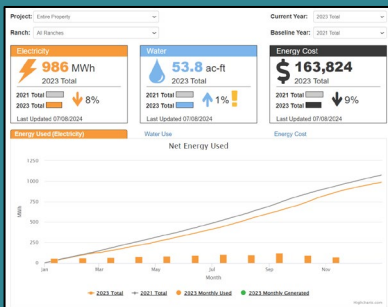 Project: Entire Property Current Year: 2023 Total
Ranch: All Ranches Baseline Year: 2021 Total
Electricity
986 MWh
2023 Total
2021 Total
2023 Total
8%
Last Updated 07/08/2024
Water
53.8 ac-ft
2023 Total
2021 Total
2023 Total
1%!
Last Updated 07/08/2024
Energy Cost
$ 163,824
2023 Total
2021 Total
2023 Total
9%
Last Updated 07/08/2024
Energy Used (Electricity) Water Use Energy Cost
Net Energy Used
1250
1000
750
500
250
0
MWh
Jan Mar May Jul Sep Nov
Month
2023 Total 2021 Total 2023 Monthly Used 2023 Monthly Generated
Highcharts.com